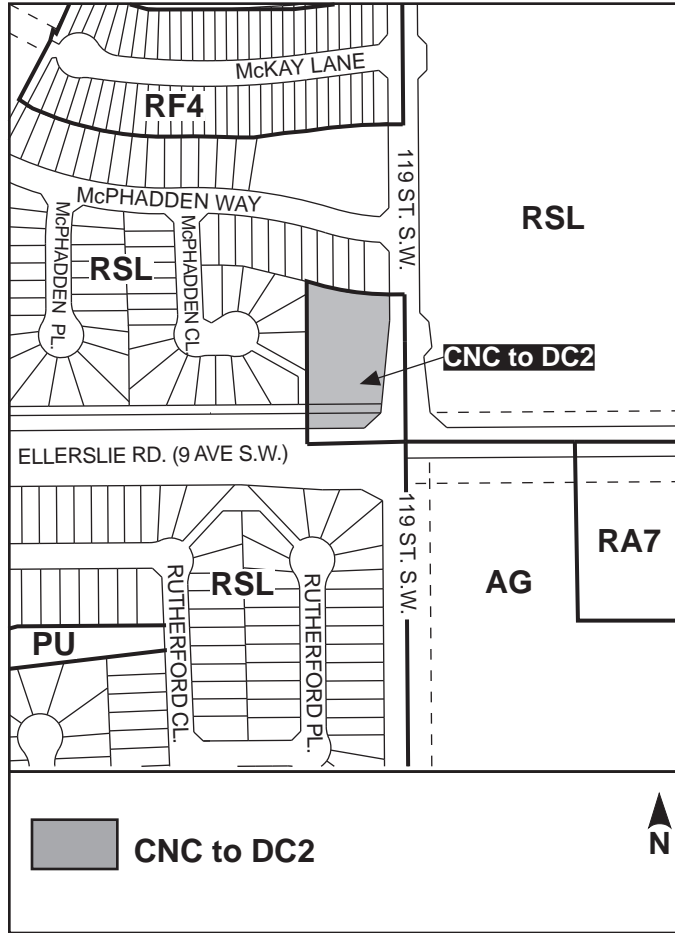 McKAY LANE
RF4
119 ST. S.W.
McPHADDEN WAY
RSL
McPHADDEN PL.
RSL
McPHADDEN CL.
CNC to DC2
ELLERSLIE RD. (9 AVE S.W.)
119 ST. S.W.
RA7
RSL
AG
RUTHERFORD CL.
RUTHERFORD PL.
PU
CNC to DC2
N